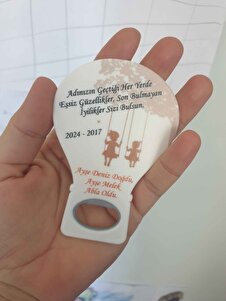 Adınızın Geçtiği Her Yerde
Eşsiz Güzellikler, Son Bulmayan
İyilikler Sizi Bulsun.
2024 - 2017
Ayşe Deniz Doğdu,
Ayşe Melek
Abla Oldu.